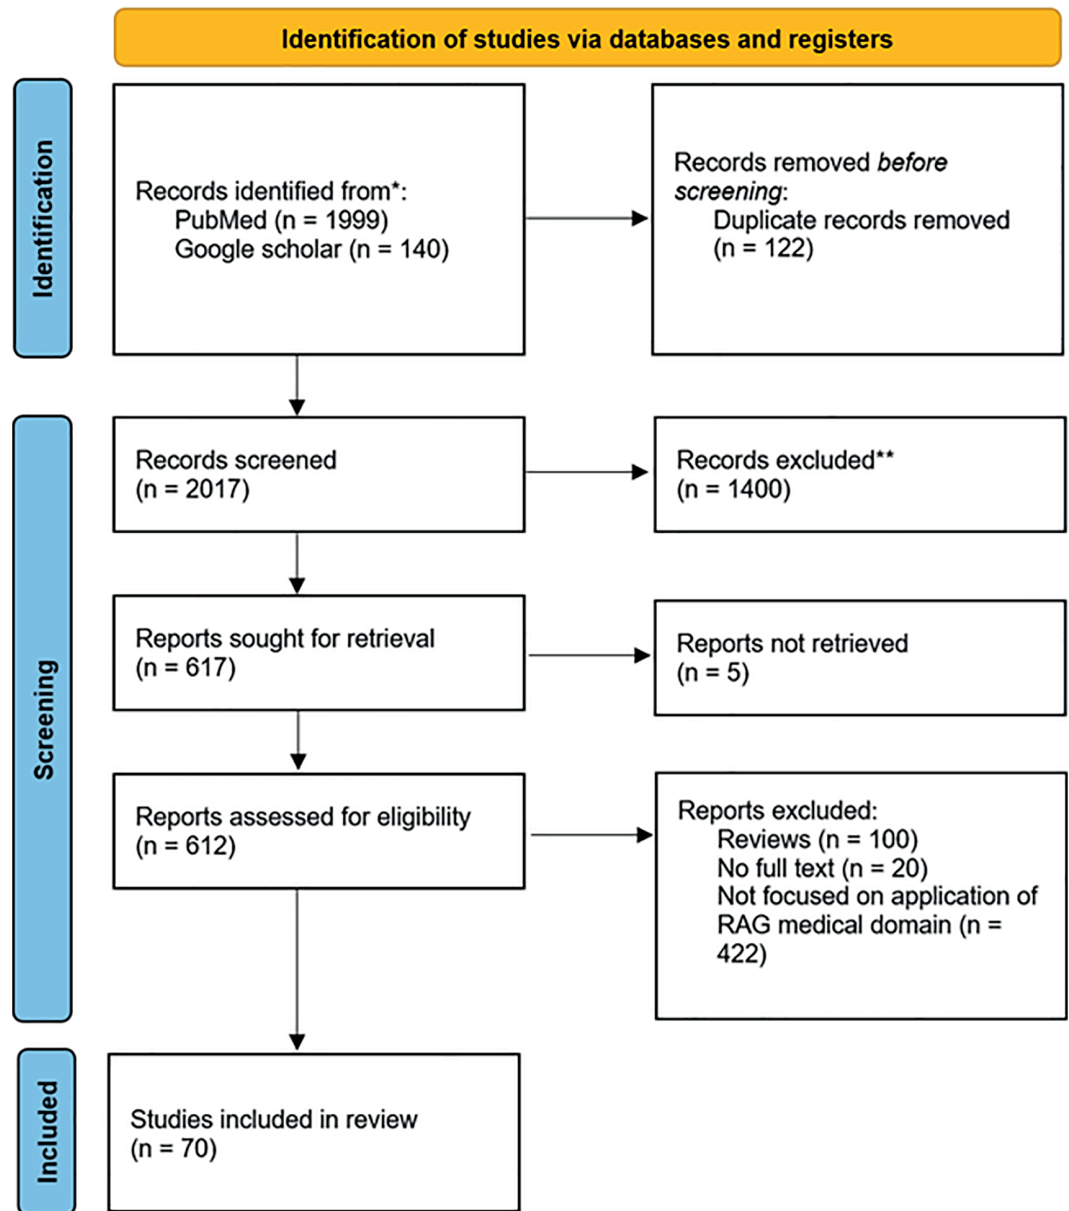 Identification of studies via databases and registers
Identification
Records identified from*:
PubMed (n = 1999)
Google scholar (n = 140)
Records removed before
screening:
Duplicate records removed
(n = 122)
Screening
Records screened
(n = 2017)
Records excluded**
(n = 1400)
Reports sought for retrieval
(n = 617)
Reports not retrieved
(n = 5)
Reports assessed for eligibility
(n = 612)
Reports excluded:
Reviews (n = 100)
No full text (n = 20)
Not focused on application of
RAG medical domain (n =
422)
Included
Studies included in review
(n = 70)